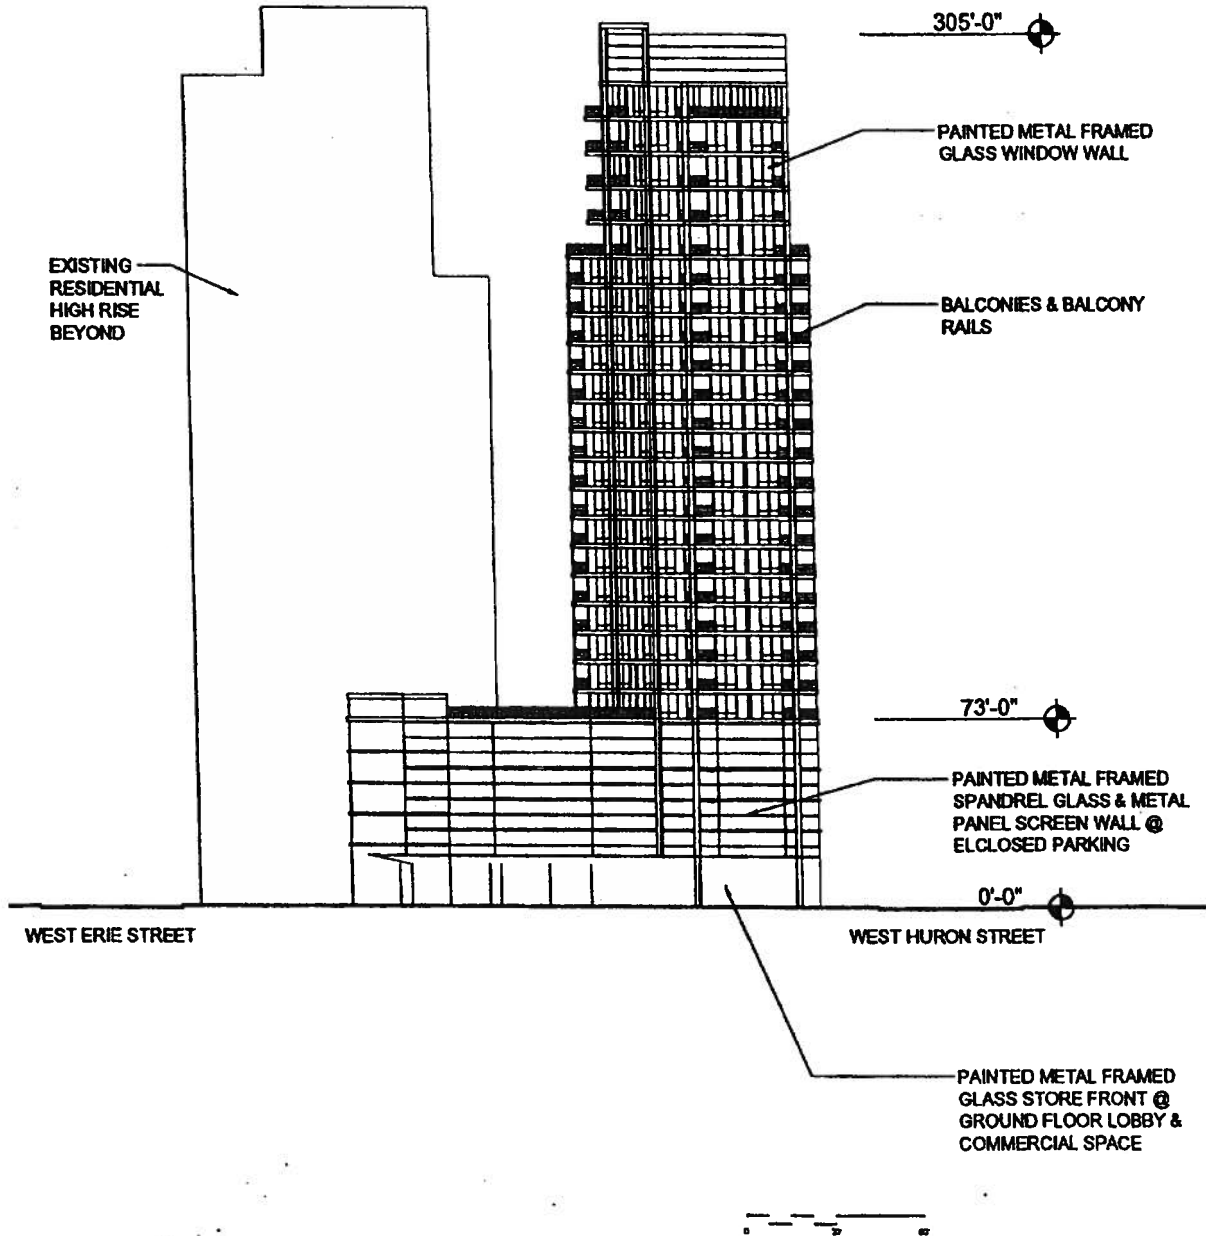 305'-0"
PAINTED METAL FRAMED
GLASS WINDOW WALL
EXISTING
RESIDENTIAL
HIGH RISE
BEYOND
BALCONIES & BALCONY
RAILS
73'-0"
PAINTED METAL FRAMED
SPANDREL GLASS & METAL
PANEL SCREEN WALL @
ELCLOSED PARKING
0'-0"
WEST ERIE STREET
WEST HURON STREET
PAINTED METAL FRAMED
GLASS STORE FRONT @
GROUND FLOOR LOBBY &
COMMERCIAL SPACE
0